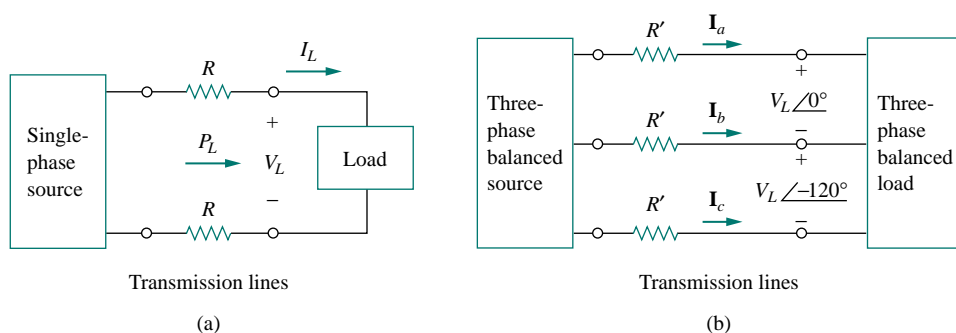 R
I_L
Single-
phase
source
P_L
+
V_L
−
Load
R
Transmission lines
(a)
Three-
phase
balanced
source
R′
I_a
+
V_L ∠0°
−
R′
I_b
+
V_L ∠−120°
−
R′
I_c
Three-
phase
balanced
load
Transmission lines
(b)